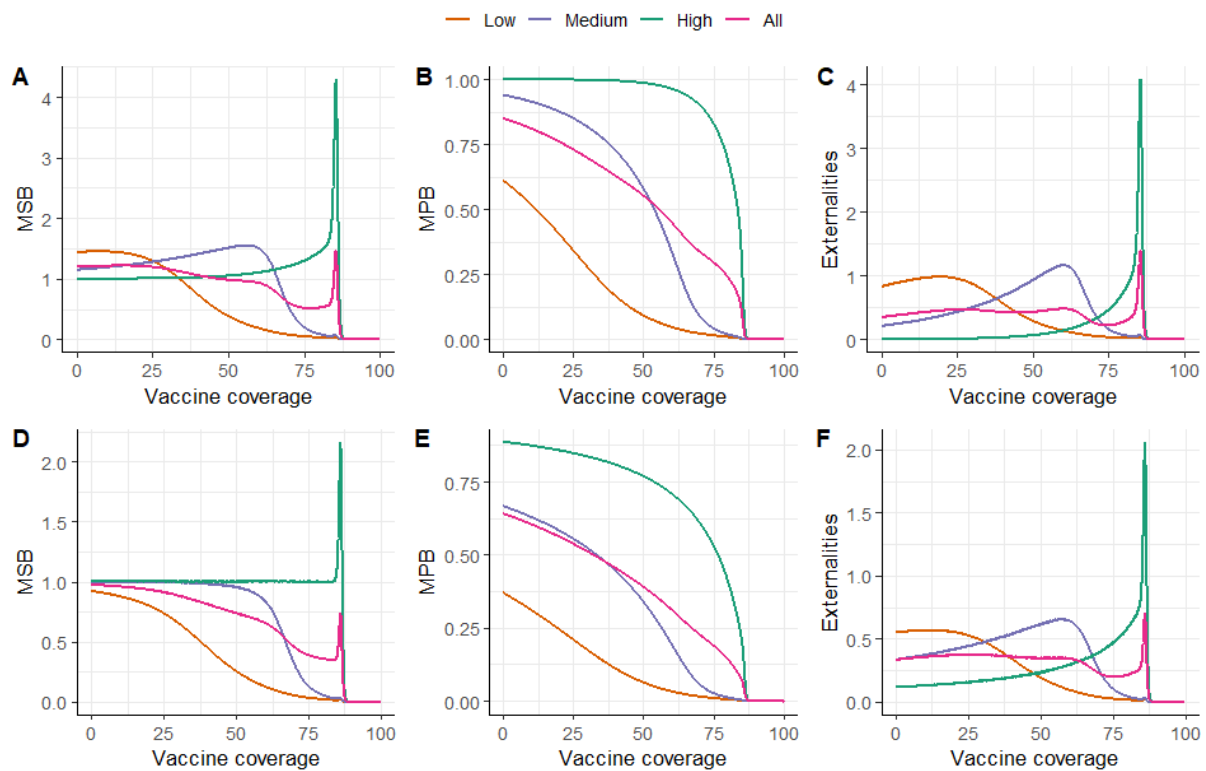 Low Medium High All
A B C
MSB
4
3
2
1
0
0 25 50 75 100
Vaccine coverage
MPB
1.00
0.75
0.50
0.25
0.00
0 25 50 75 100
Vaccine coverage
Externalities
4
3
2
1
0
0 25 50 75 100
Vaccine coverage
D E F
MSB
2.0
1.5
1.0
0.5
0.0
0 25 50 75 100
Vaccine coverage
MPB
0.75
0.50
0.25
0.00
0 25 50 75 100
Vaccine coverage
Externalities
2.0
1.5
1.0
0.5
0.0
0 25 50 75 100
Vaccine coverage